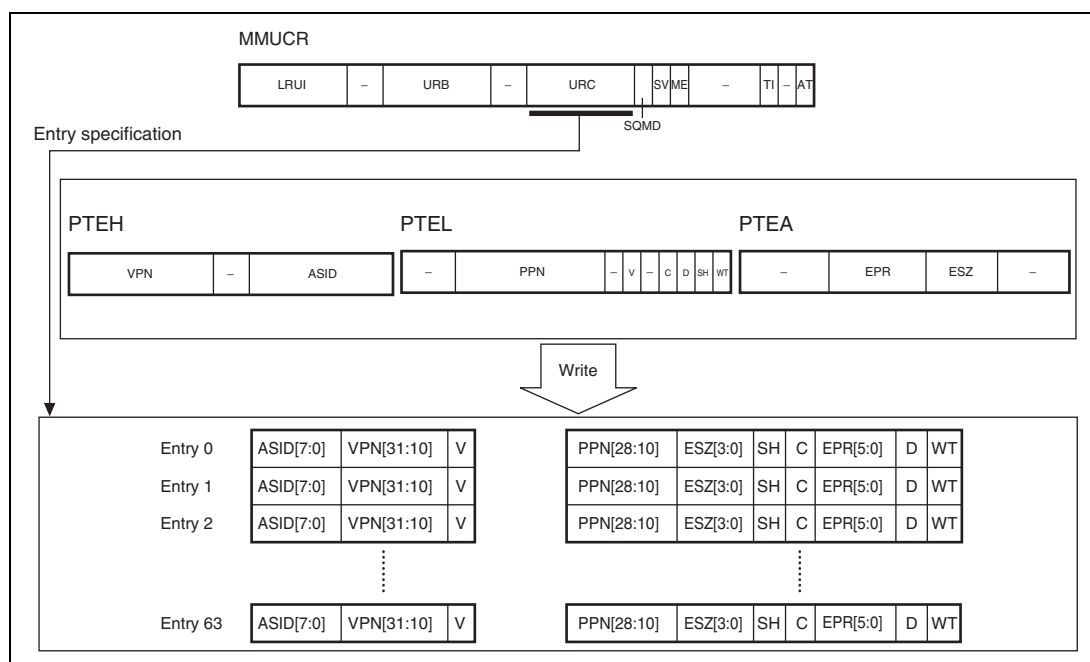 MMUCR
LRUI – URB – URC SV ME – TI – AT
SQMD
Entry specification
PTEH PTEL PTEA
VPN – ASID – PPN – V – C D SH WT – EPR ESZ –
Write
Entry 0 ASID[7:0] VPN[31:10] V PPN[28:10] ESZ[3:0] SH C EPR[5:0] D WT
Entry 1 ASID[7:0] VPN[31:10] V PPN[28:10] ESZ[3:0] SH C EPR[5:0] D WT
Entry 2 ASID[7:0] VPN[31:10] V PPN[28:10] ESZ[3:0] SH C EPR[5:0] D WT
Entry 63 ASID[7:0] VPN[31:10] V PPN[28:10] ESZ[3:0] SH C EPR[5:0] D WT